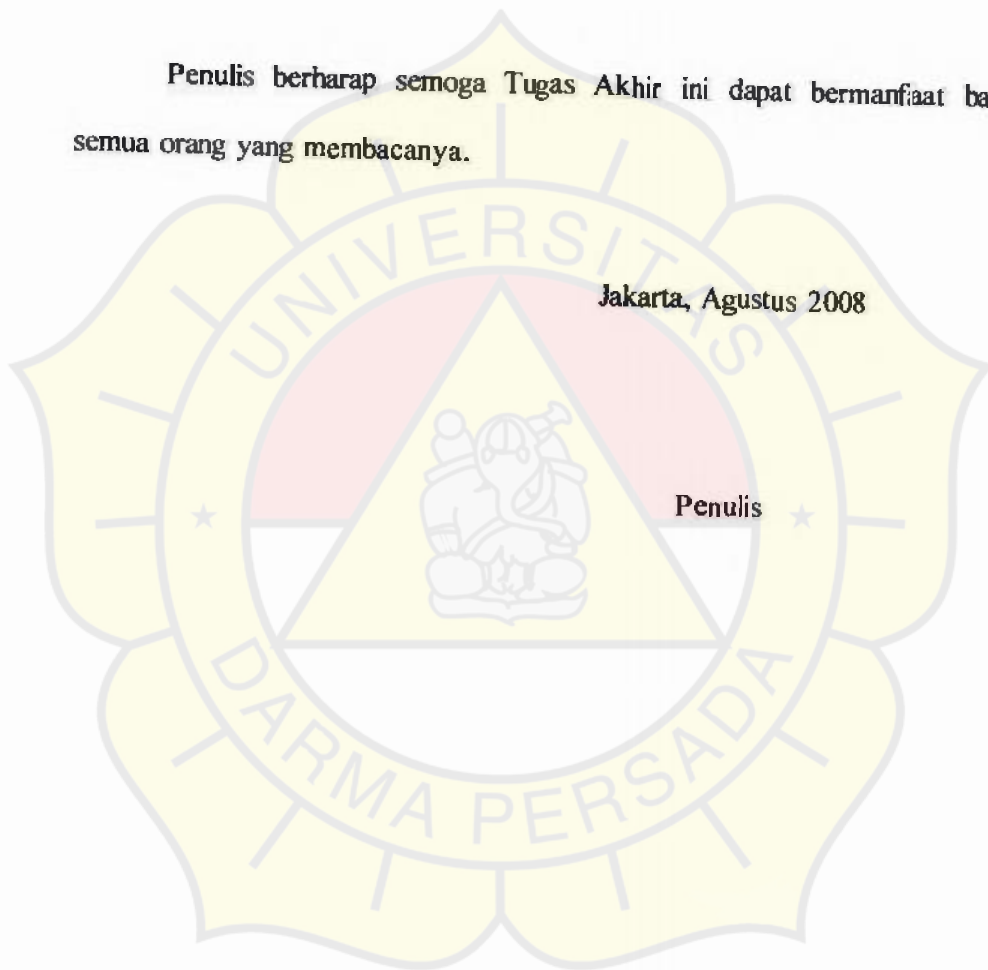 Penulis berharap semoga Tugas Akhir ini dapat bermanfaat ba
semua orang yang membacanya.
Jakarta, Agustus 2008
Penulis
UNIVERSITAS
DARMA PERSADA